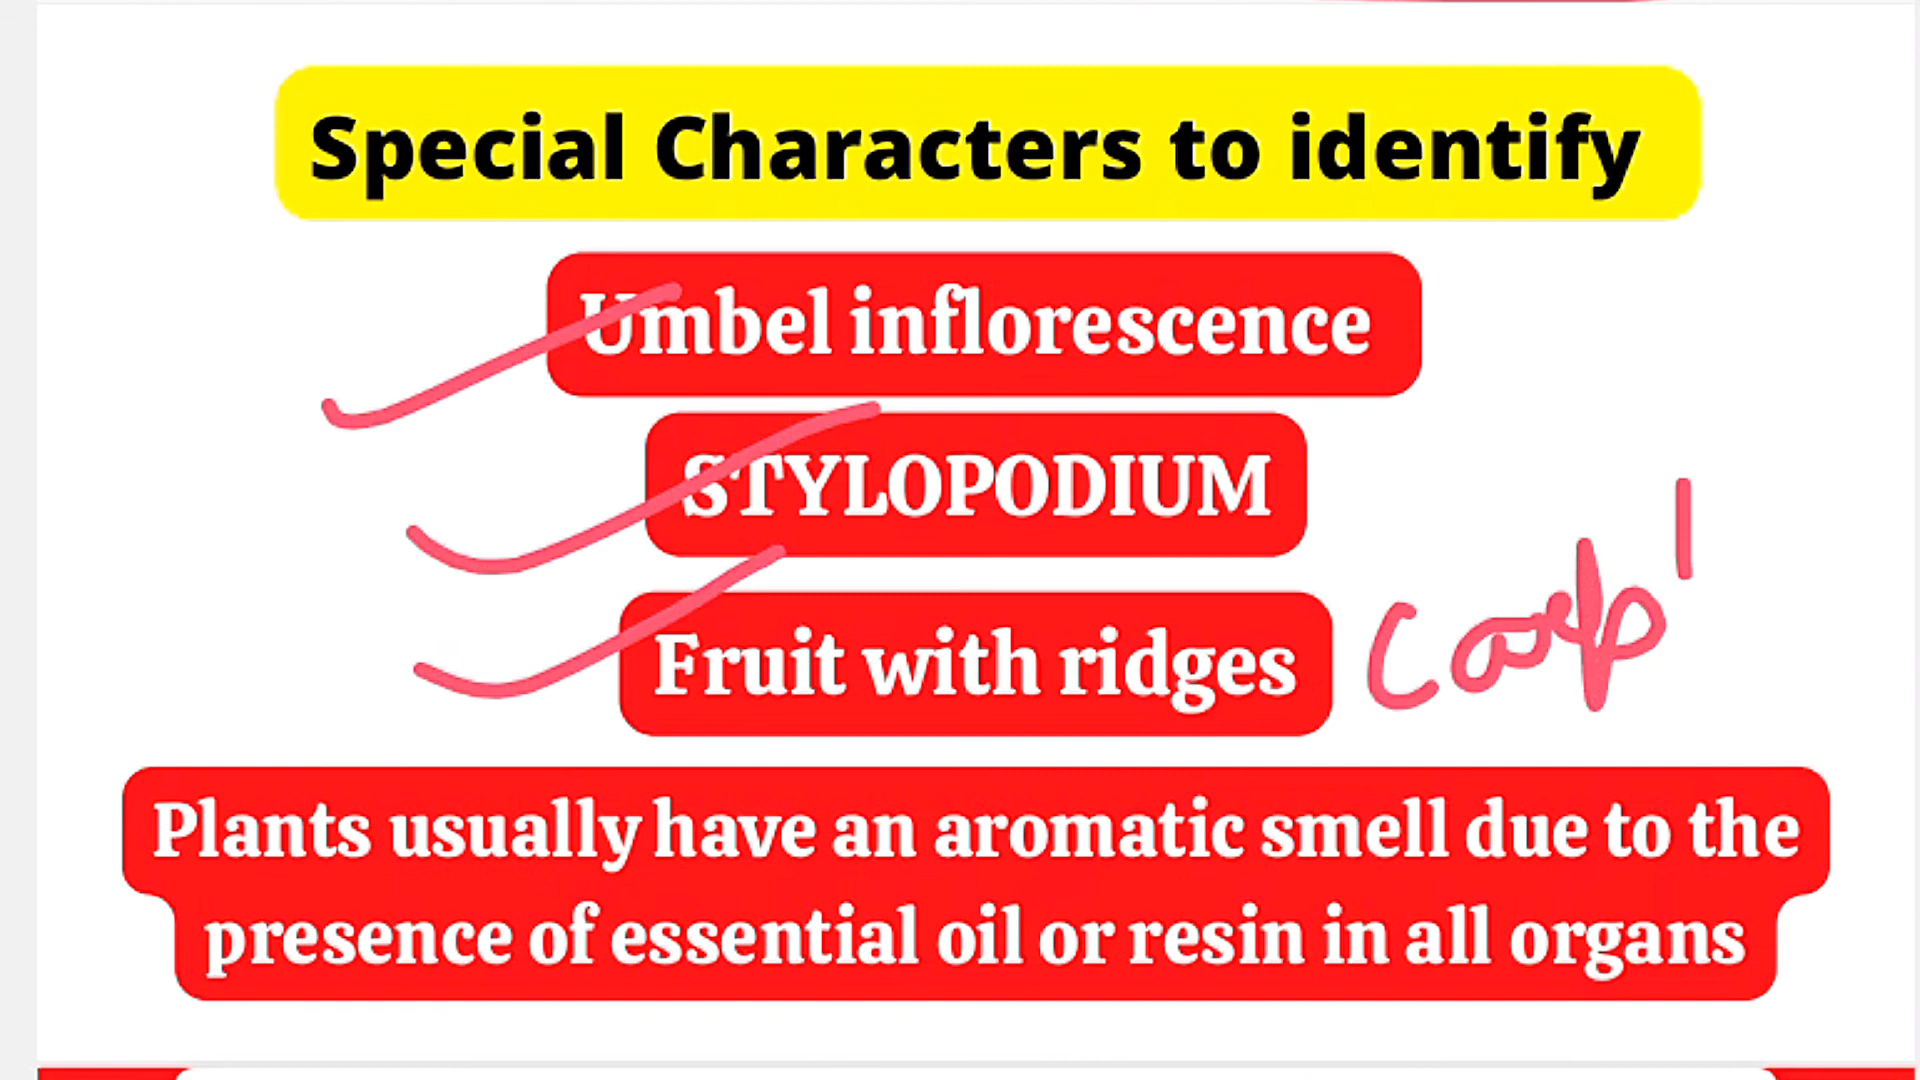 Special Characters to identify
Umbel inflorescence
STYLOPODIUM
Fruit with ridges
Plants usually have an aromatic smell due to the
presence of essential oil or resin in all organs